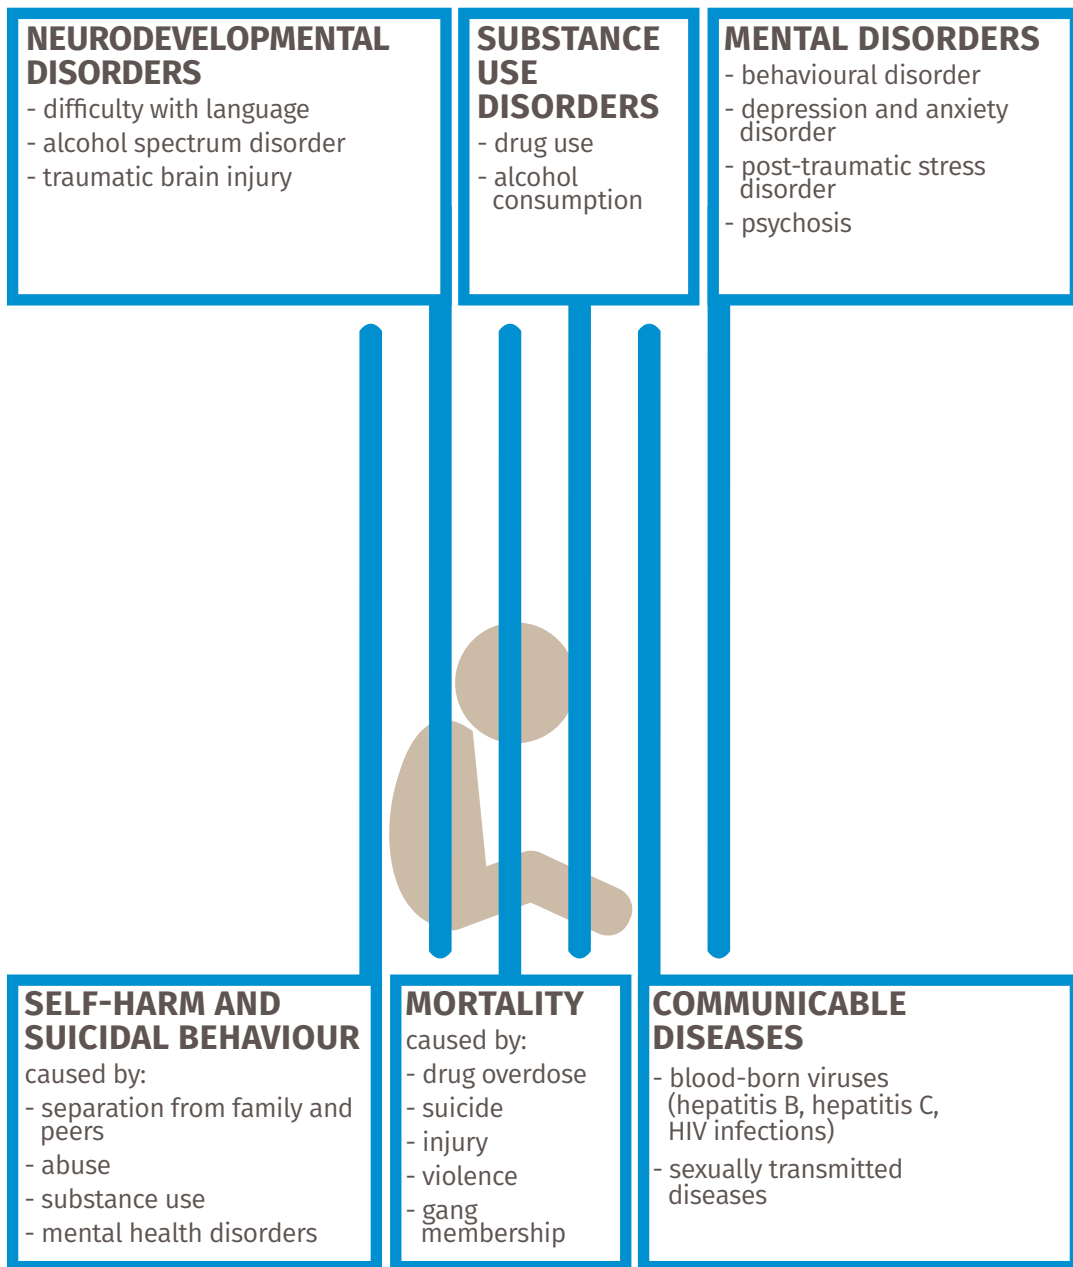 NEURODEVELOPMENTAL
DISORDERS
- difficulty with language
- alcohol spectrum disorder
- traumatic brain injury
SUBSTANCE
USE
DISORDERS
- drug use
- alcohol
consumption
MENTAL DISORDERS
- behavioural disorder
- depression and anxiety
disorder
- post-traumatic stress
disorder
- psychosis
SELF-HARM AND
SUICIDAL BEHAVIOUR
caused by:
- separation from family and
peers
- abuse
- substance use
- mental health disorders
MORTALITY
caused by:
- drug overdose
- suicide
- injury
- violence
- gang
membership
COMMUNICABLE
DISEASES
- blood-born viruses
(hepatitis B, hepatitis C,
HIV infections)
- sexually transmitted
diseases